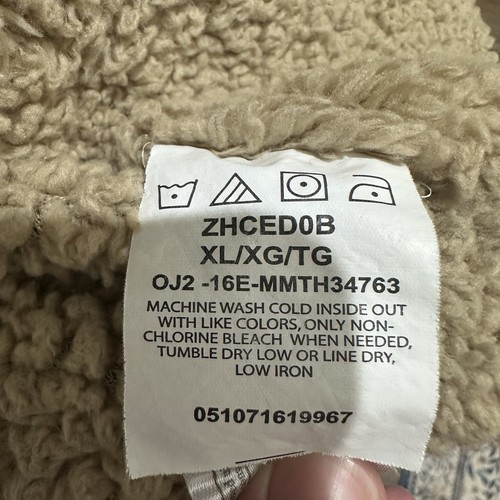 ZHCED0B
XL/XG/TG
OJ2 -16E-MMTH34763
MACHINE WASH COLD INSIDE OUT
WITH LIKE COLORS, ONLY NON-
CHLORINE BLEACH WHEN NEEDED,
TUMBLE DRY LOW OR LINE DRY,
LOW IRON
051071619967